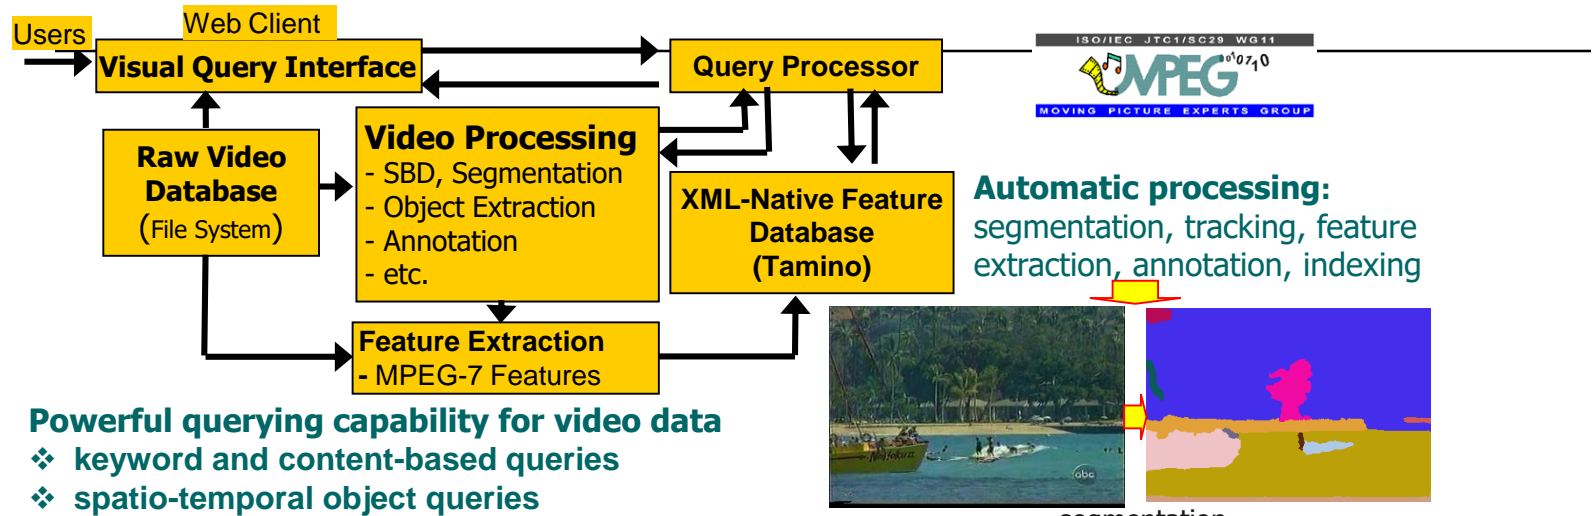 Users
Web Client
Visual Query Interface
Query Processor
ISO/IEC JTC1/SC29 WG11
MPEG
010710
MOVING PICTURE EXPERTS GROUP
Raw Video
Database
(File System)
Video Processing
- SBD, Segmentation
- Object Extraction
- Annotation
- etc.
XML-Native Feature
Database
(Tamino)
Feature Extraction
- MPEG-7 Features
Automatic processing:
segmentation, tracking, feature
extraction, annotation, indexing
abc
Powerful querying capability for video data
❖ keyword and content-based queries
❖ spatio-temporal object queries
segmentation